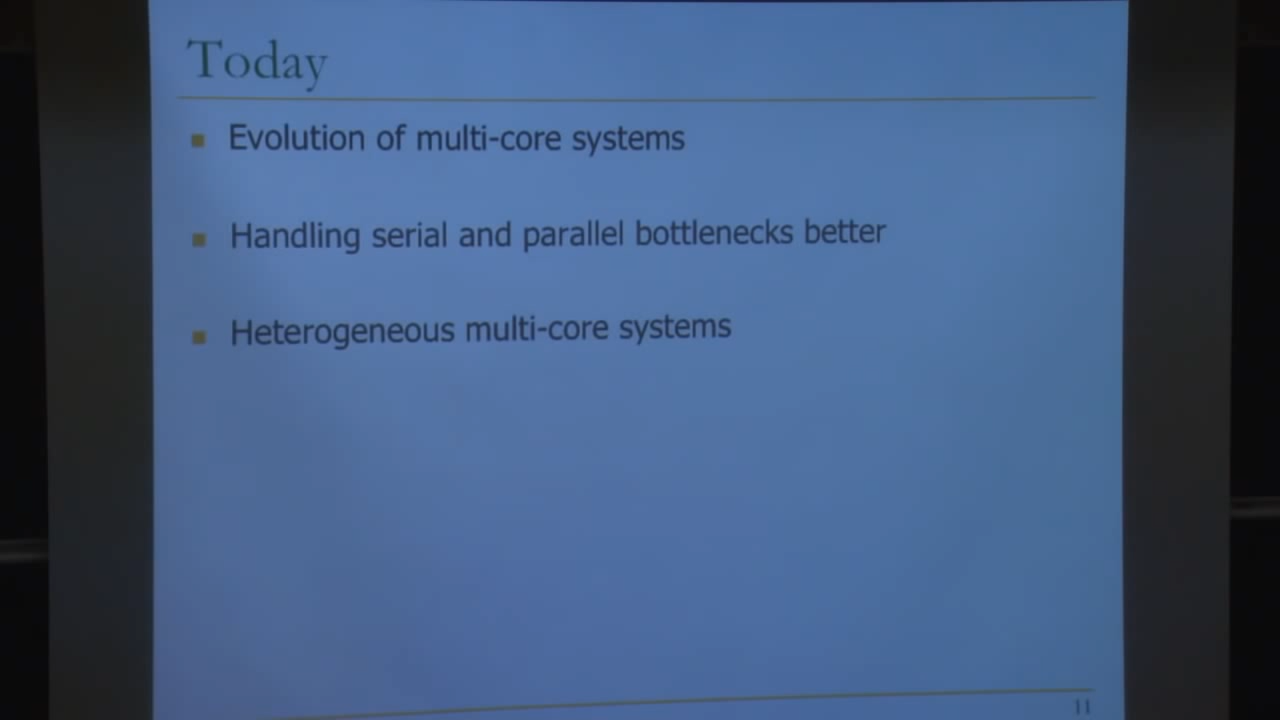 Today
Evolution of multi-core systems
Handling serial and parallel bottlenecks better
Heterogeneous multi-core systems
11